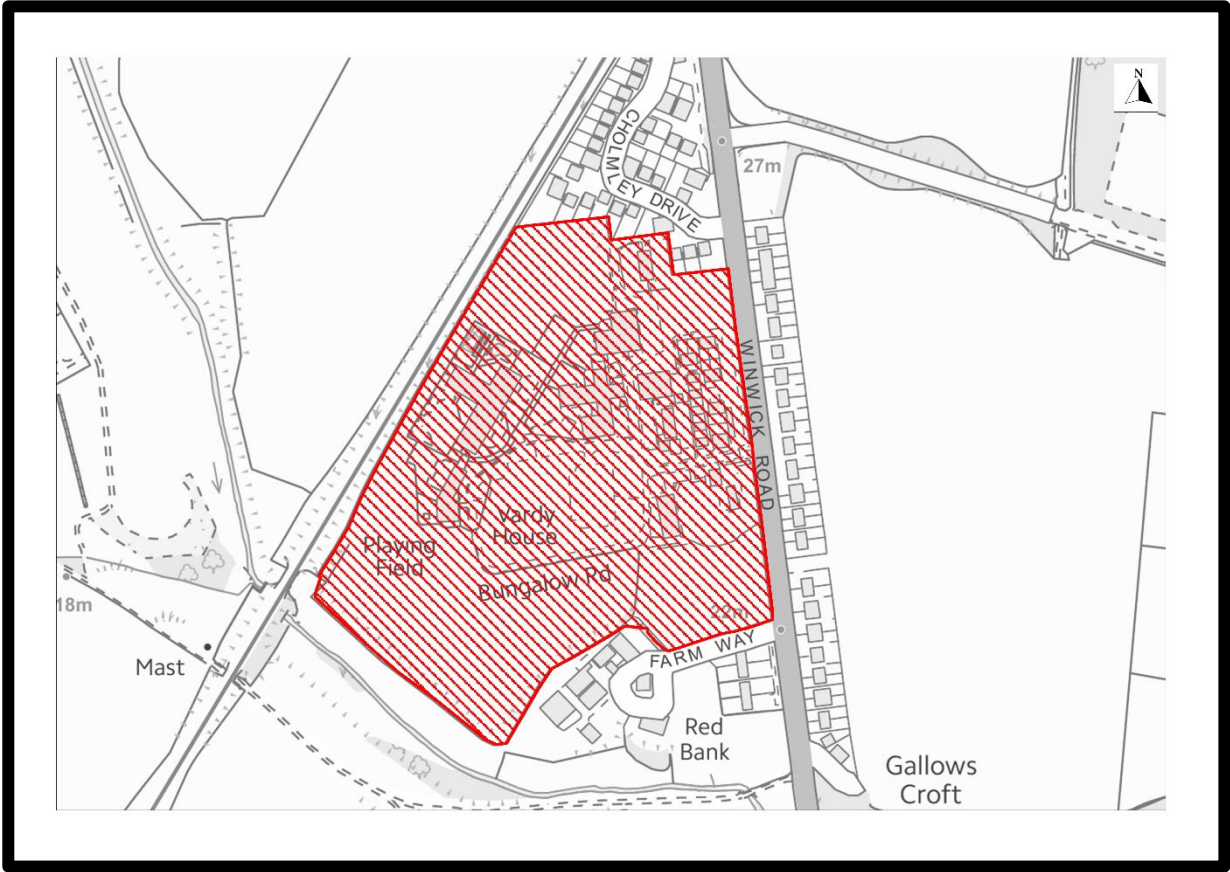 N
CHOLMLEY DRIVE
27m
WINWICK ROAD
Vardy
House
Playing
Field
Bungalow Rd
18m
22m
Mast
FARM WAY
Red
Bank
Gallows
Croft